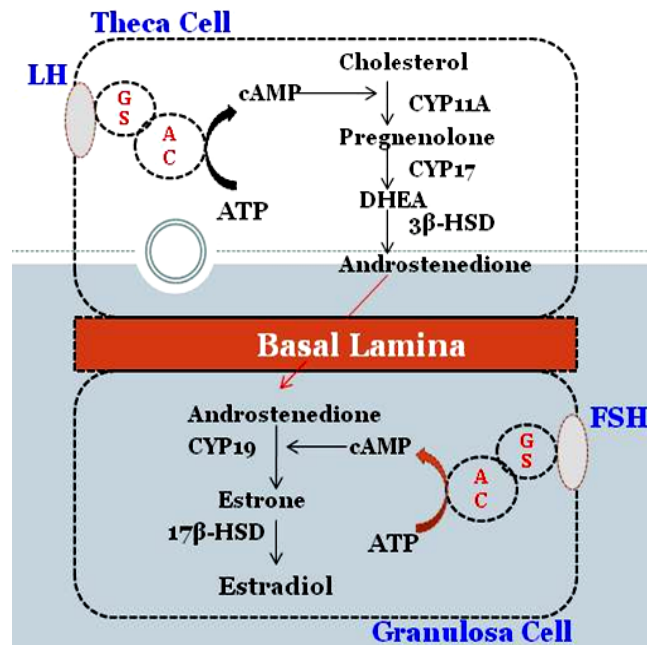 Theca Cell
LH
G
S
A
C
cAMP
ATP
Cholesterol
CYP11A
Pregnenolone
CYP17
DHEA
3β-HSD
Androstenedione
Basal Lamina
Androstenedione
CYP19
cAMP
Estrone
17β-HSD
Estradiol
ATP
A
C
G
S
FSH
Granulosa Cell